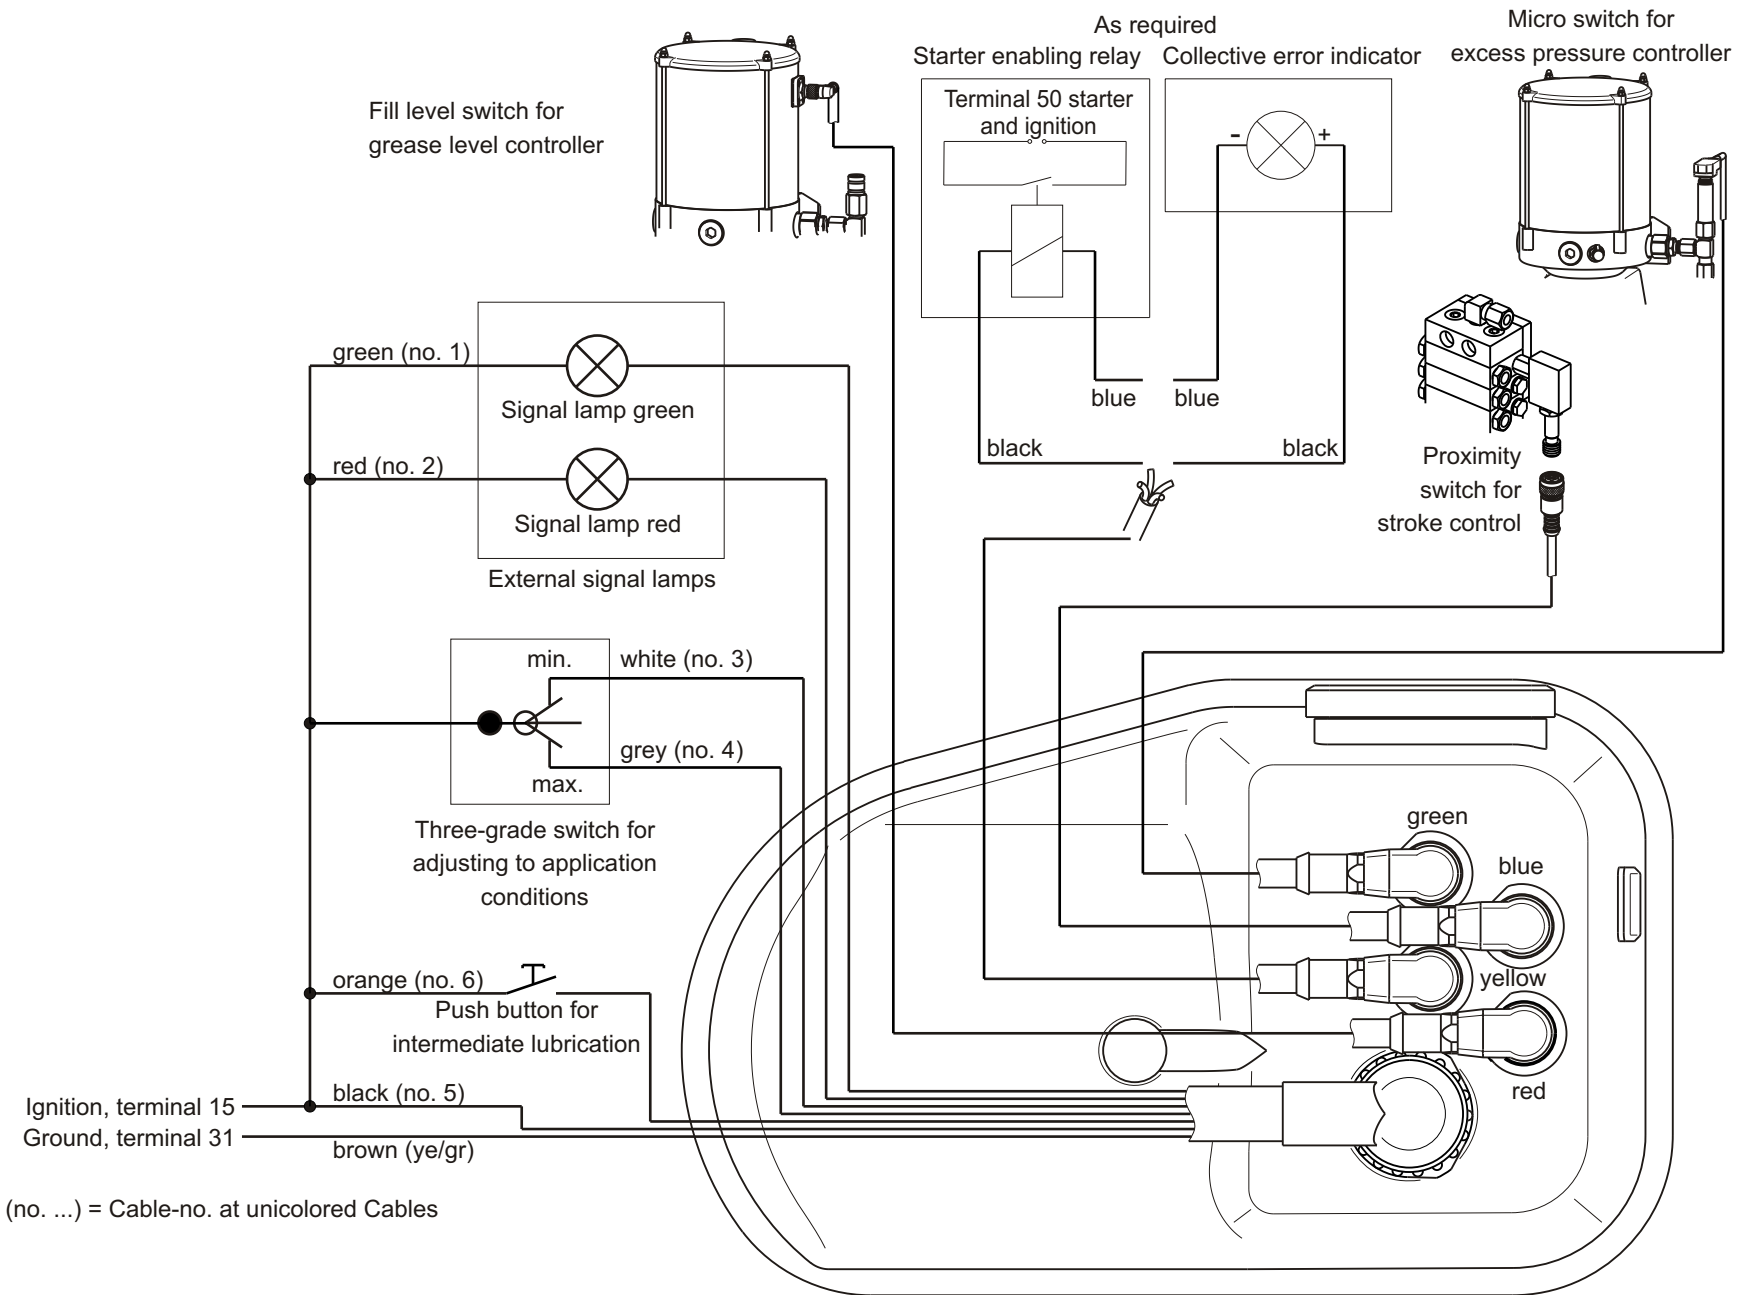 As required
Micro switch for
excess pressure controller
Starter enabling relay
Collective error indicator
Terminal 50 starter
and ignition
- +
Fill level switch for
grease level controller
green (no. 1)
Signal lamp green
red (no. 2)
Signal lamp red
External signal lamps
blue
blue
black
black
Proximity
switch for
stroke control
min.
white (no. 3)
grey (no. 4)
max.
Three-grade switch for
adjusting to application
conditions
green
blue
yellow
red
orange (no. 6)
Push button for
intermediate lubrication
Ignition, terminal 15
black (no. 5)
Ground, terminal 31
brown (ye/gr)
(no. ...) = Cable-no. at unicolored Cables